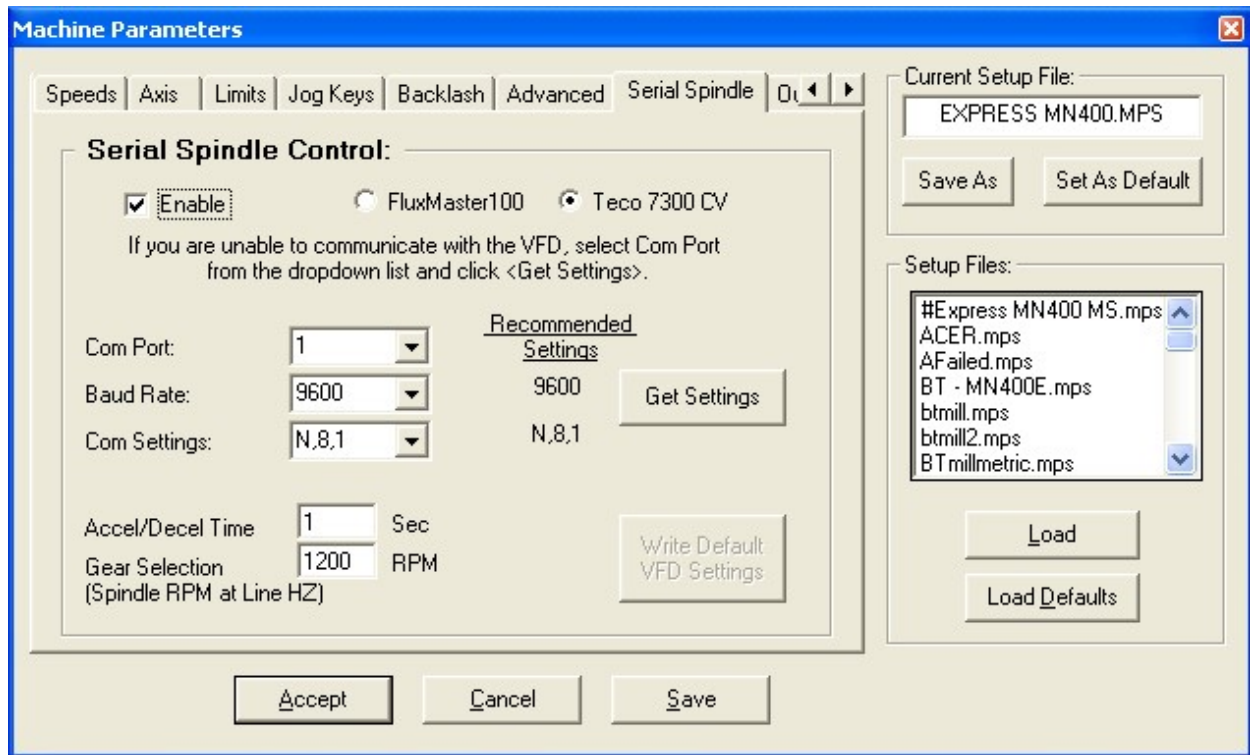 Machine Parameters
Speeds Axis Limits Jog Keys Backlash Advanced Serial Spindle
Serial Spindle Control:
Enable FluxMaster100 Teco 7300 CV
If you are unable to communicate with the VFD, select Com Port
from the dropdown list and click <Get Settings>.
Recommended
Settings
Com Port: 1
Baud Rate: 9600 9600 Get Settings
Com Settings: N,8,1 N,8,1
Accel/Decel Time 1 Sec
Gear Selection 1200 RPM
(Spindle RPM at Line HZ)
Write Default
VFD Settings
Accept Cancel Save
Current Setup File:
EXPRESS MN400.MPS
Save As Set As Default
Setup Files:
#Express MN400 MS.mps
ACER.mps
AFailed.mps
BT - MN400E.mps
btmill.mps
btmill2.mps
BTmillmetric.mps
Load
Load Defaults